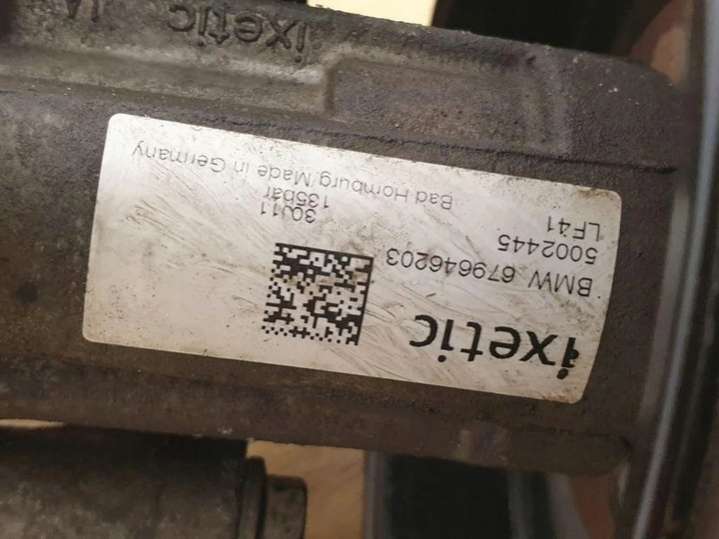 ixetic
BMW 679646203
5002445
LF41
30J11
135bar
Bad Homburg Made in Germany
ixetic